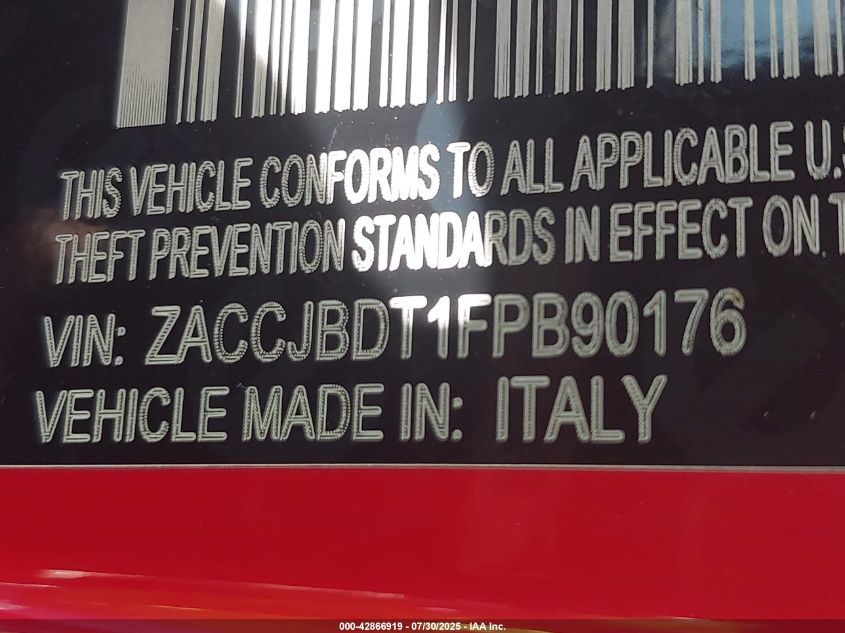 THIS VEHICLE CONFORMS TO ALL APPLICABLE U.S
THEFT PREVENTION STANDARDS IN EFFECT ON T
VIN: ZACCJBDT1FPB90176
VEHICLE MADE IN: ITALY
000-42866919 - 07/30/2025 - IAA Inc.